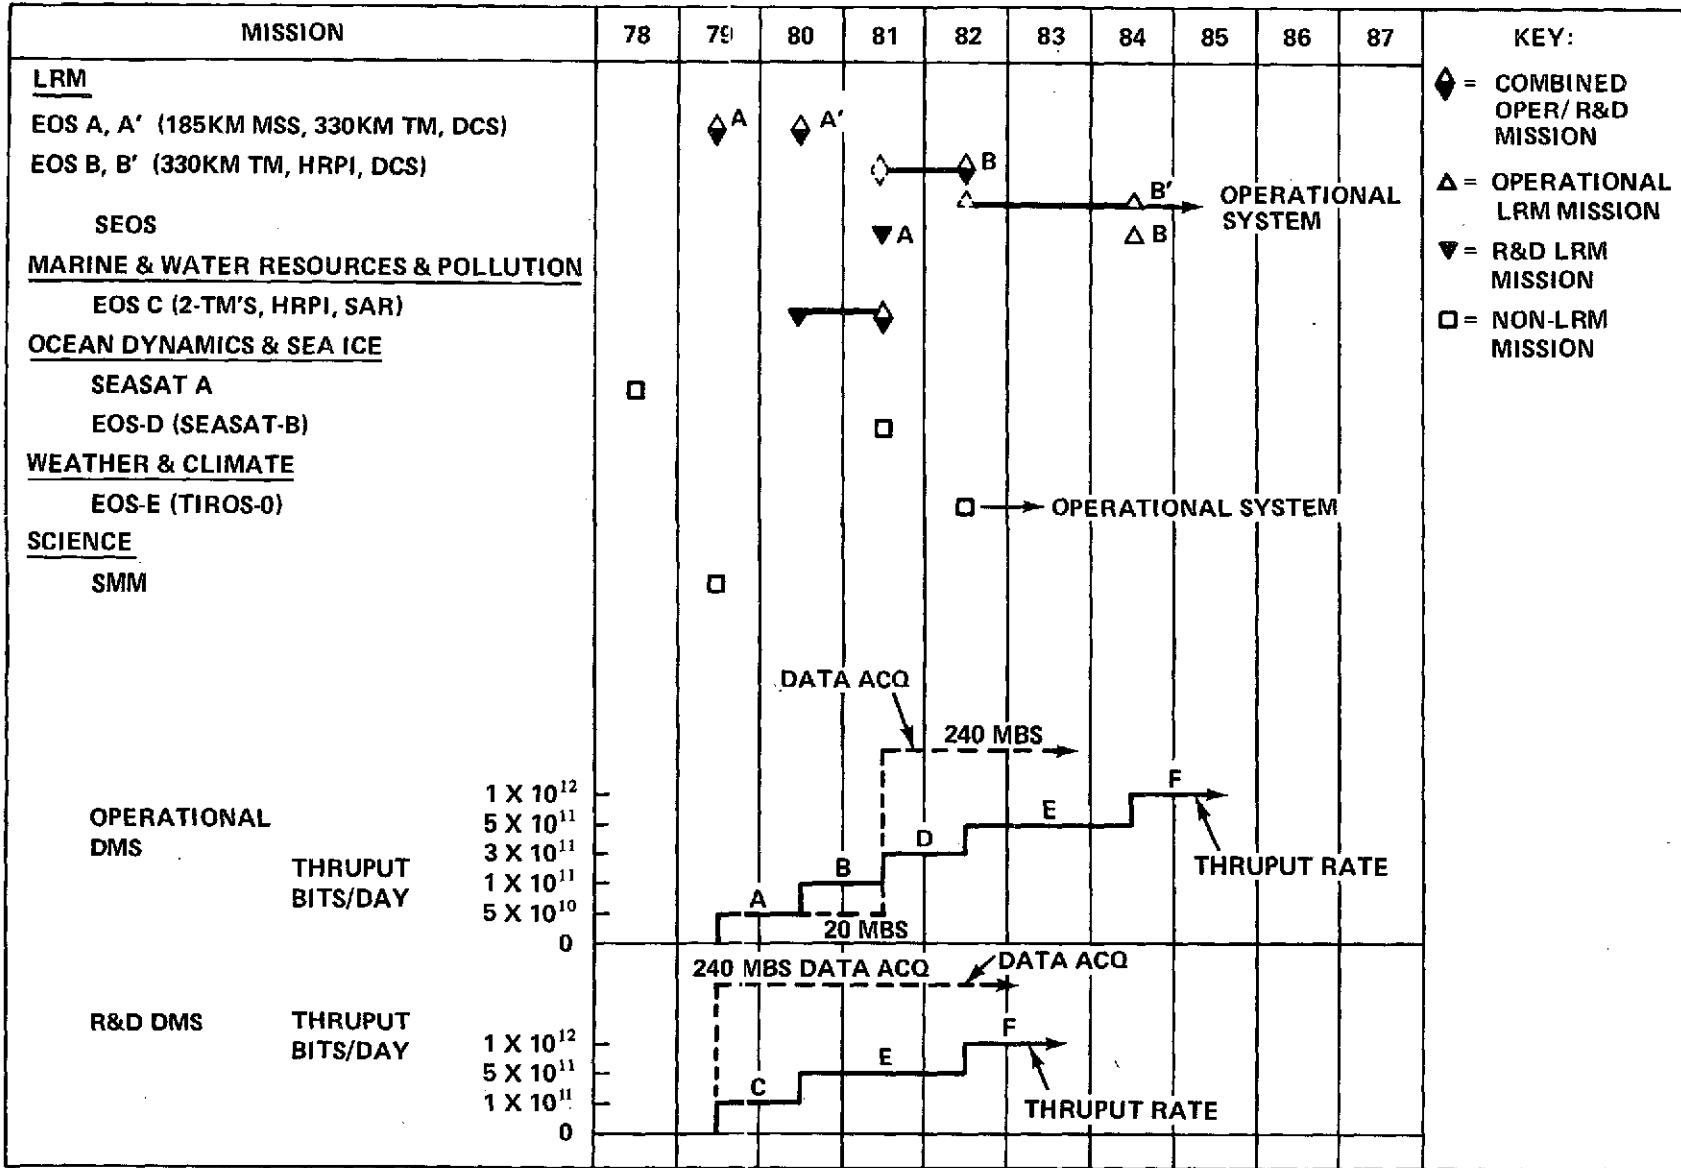 MISSION 78 79 80 81 82 83 84 85 86 87 KEY:
LRM
EOS A, A' (185KM MSS, 330KM TM, DCS) A A'
EOS B, B' (330KM TM, HRPI, DCS) B
B' OPERATIONAL
SYSTEM
SEOS A B
MARINE & WATER RESOURCES & POLLUTION
EOS C (2-TM'S, HRPI, SAR)
OCEAN DYNAMICS & SEA ICE
SEASAT A
EOS-D (SEASAT-B)
WEATHER & CLIMATE
EOS-E (TIROS-0) OPERATIONAL SYSTEM
SCIENCE
SMM
= COMBINED
OPER/R&D
MISSION
= OPERATIONAL
LRM MISSION
= R&D LRM
MISSION
= NON-LRM
MISSION
DATA ACQ
240 MBS
OPERATIONAL
DMS
THRUPUT
BITS/DAY
1 X 10¹²
5 X 10¹¹
3 X 10¹¹
1 X 10¹¹
5 X 10¹⁰
0
A B D E F
20 MBS
THRUPUT RATE
240 MBS DATA ACQ DATA ACQ
R&D DMS THRUPUT
BITS/DAY
1 X 10¹²
5 X 10¹¹
1 X 10¹¹
0
C E F
THRUPUT RATE